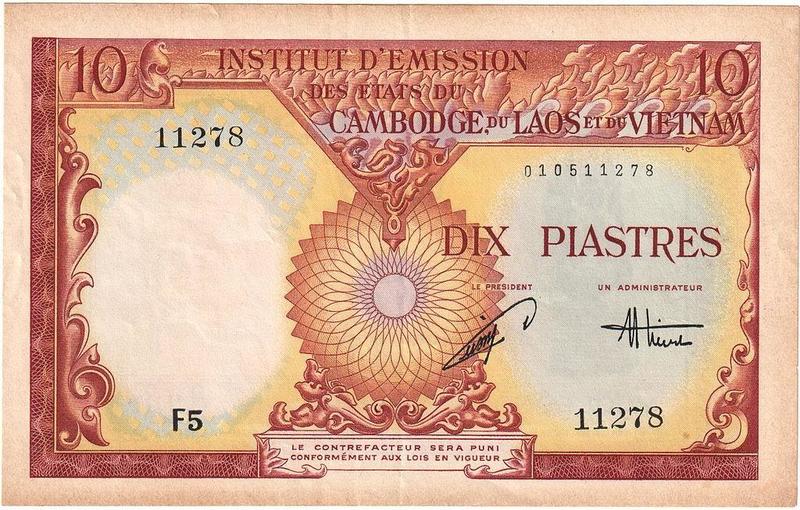 10 INSTITUT D'EMISSION 10
DES ETATS DU
CAMBODGE, DU LAOS ET DU VIETNAM
11278
010511278
DIX PIASTRES
LE PRESIDENT UN ADMINISTRATEUR
F5
11278
LE CONTREFACTEUR SERA PUNI
CONFORMÉMENT AUX LOIS EN VIGUEUR